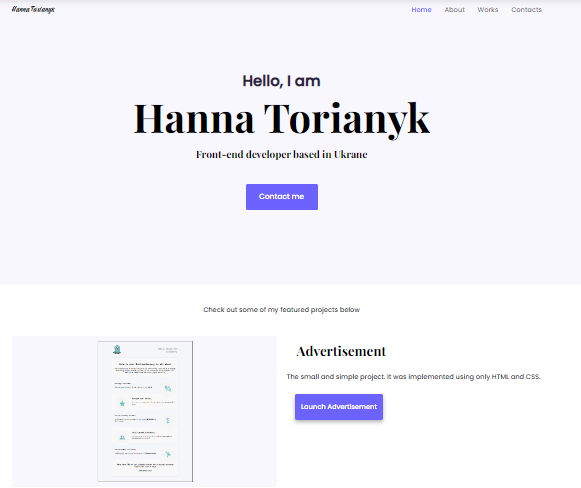 Hanna Torianyk
Home About Works Contacts
Hello, I am
Hanna Torianyk
Front-end developer based in Ukrane
Contact me
Check out some of my featured projects below
Advertisement
The small and simple project. It was implemented using only HTML and CSS.
Launch Advertisement